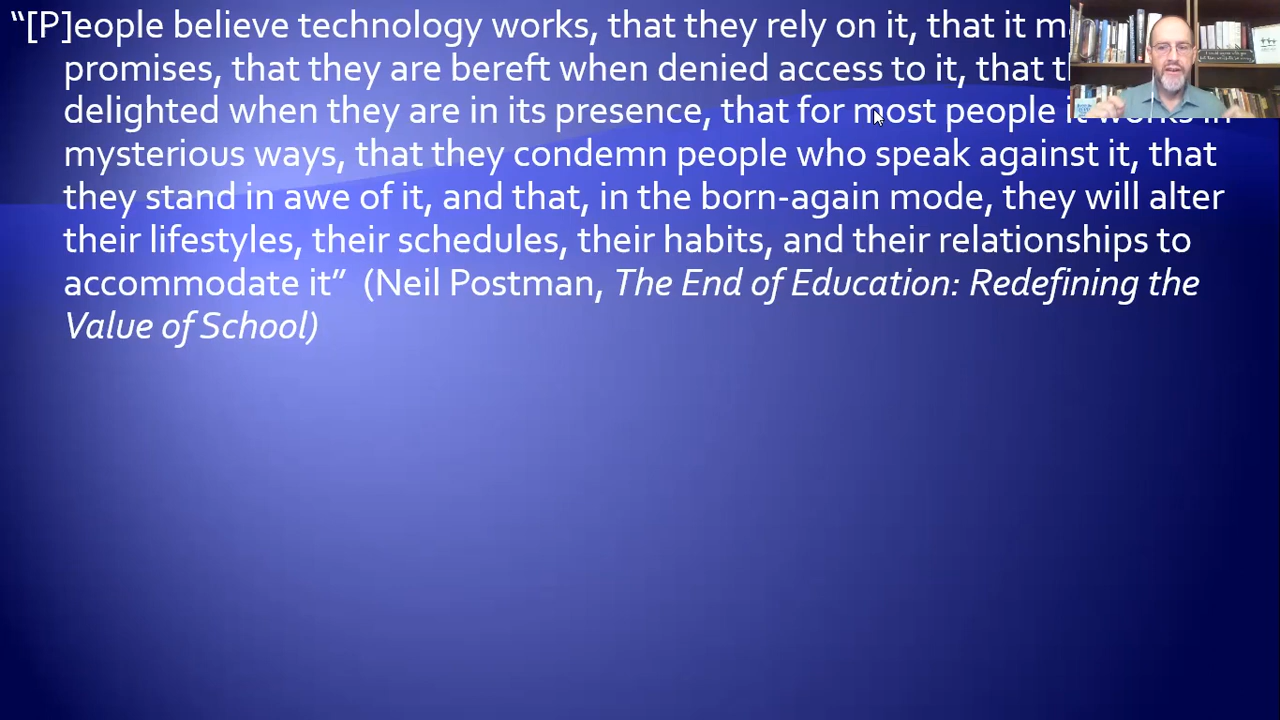 “[P]eople believe technology works, that they rely on it, that it
promises, that they are bereft when denied access to it, that
delighted when they are in its presence, that for most people it works in
mysterious ways, that they condemn people who speak against it, that
they stand in awe of it, and that, in the born-again mode, they will alter
their lifestyles, their schedules, their habits, and their relationships to
accommodate it” (Neil Postman, The End of Education: Redefining the
Value of School)